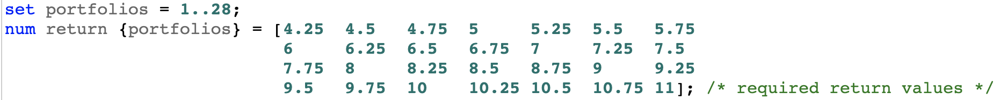 set portfolios = 1..28;
num return {portfolios} = [4.25 4.5 4.75 5 5.25 5.5 5.75
6 6.25 6.5 6.75 7 7.25 7.5
7.75 8 8.25 8.5 8.75 9 9.25
9.5 9.75 10 10.25 10.5 10.75 11]; /* required return values */